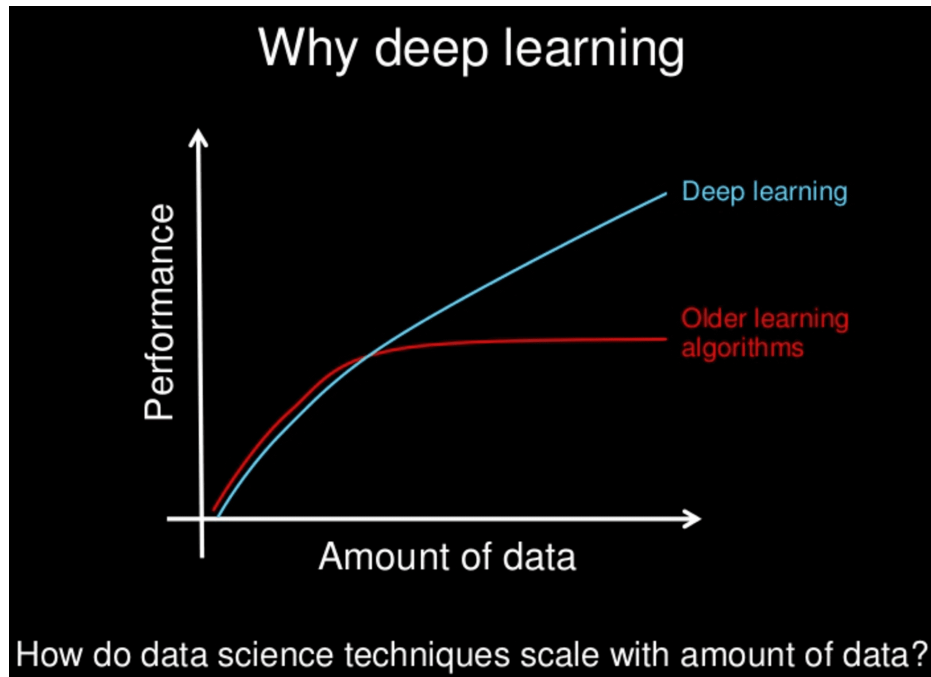 Why deep learning
Performance
Deep learning
Older learning
algorithms
Amount of data
How do data science techniques scale with amount of data?